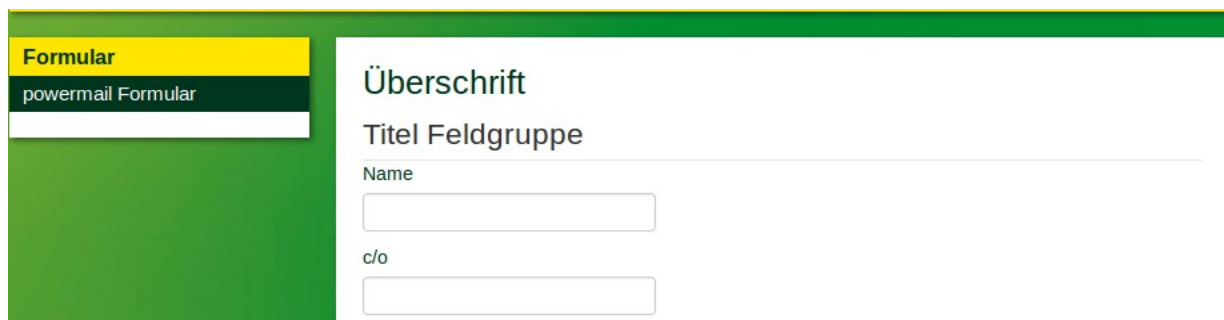 Formular
powermail Formular
Überschrift
Titel Feldgruppe
Name
c/o